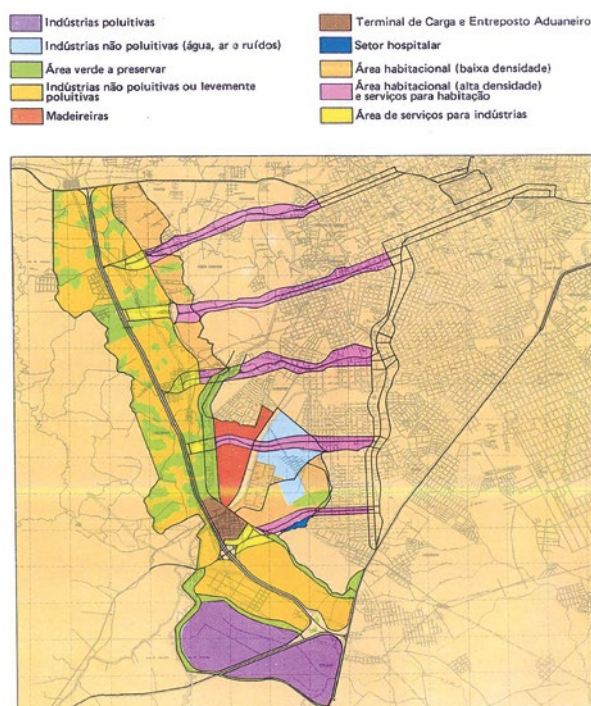 Indústrias poluitivas
Indústrias não poluitivas (água, ar e ruídos)
Área verde a preservar
Indústrias não poluitivas ou levemente
poluitivas
Madeireiras
Terminal de Carga e Entreposto Aduaneiro
Setor hospitalar
Área habitacional (baixa densidade)
Área habitacional (alta densidade)
e serviços para habitação
Área de serviços para indústrias